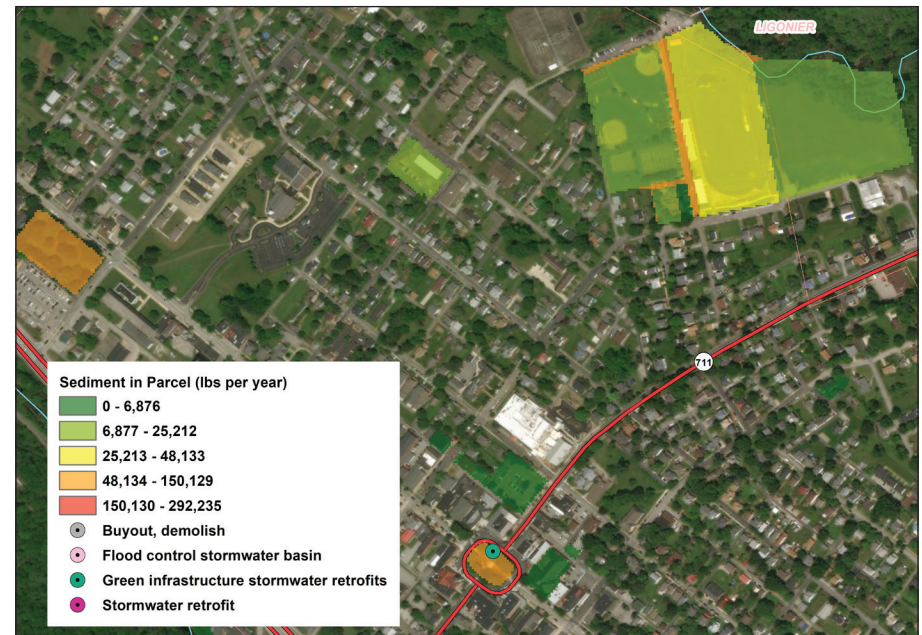 LIGONIER
711
Sediment in Parcel (lbs per year)
0 - 6,876
6,877 - 25,212
25,213 - 48,133
48,134 - 150,129
150,130 - 292,235
Buyout, demolish
Flood control stormwater basin
Green infrastructure stormwater retrofits
Stormwater retrofit